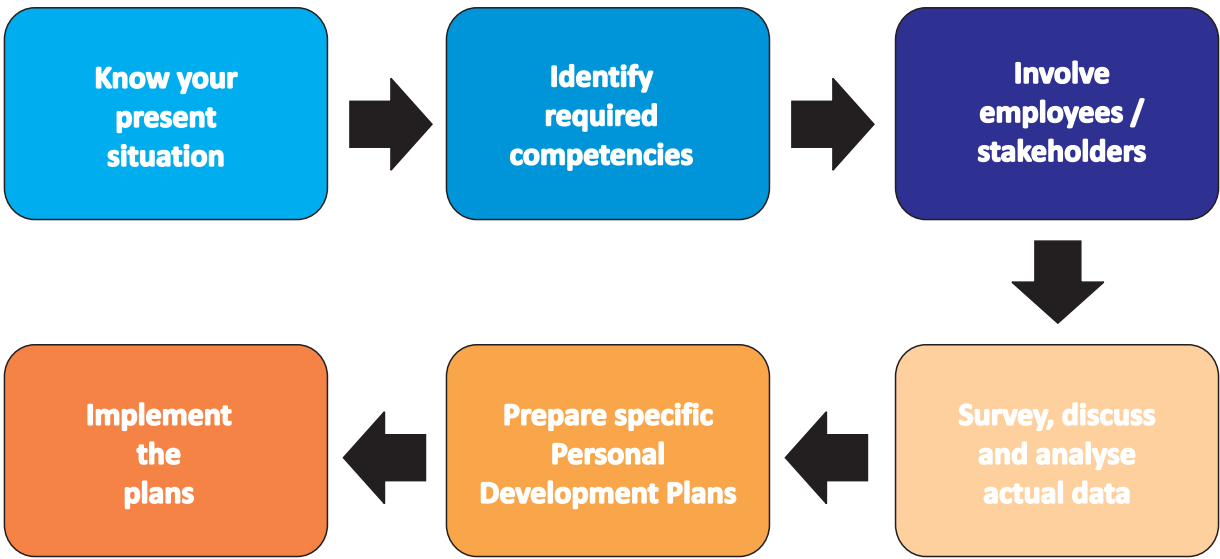 Know your
present
situation
Identify
required
competencies
Involve
employees /
stakeholders
Survey, discuss
and analyse
actual data
Prepare specific
Personal
Development Plans
Implement
the
plans